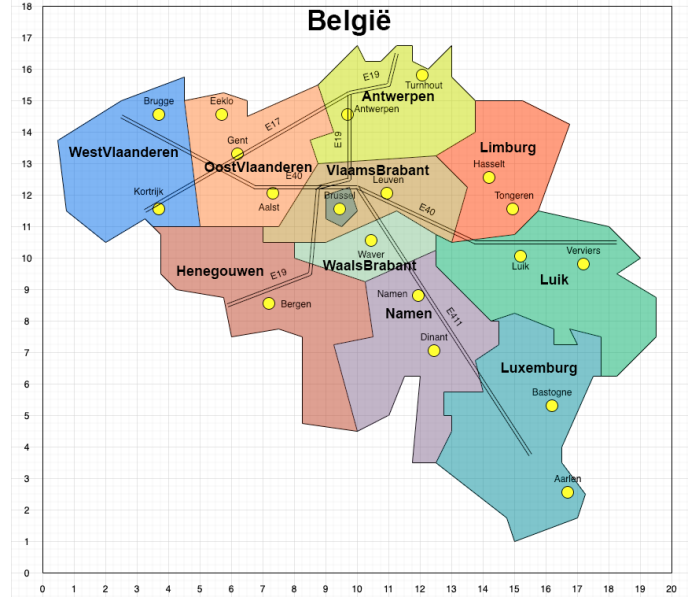 België
18
17
16
15
14
13
12
11
10
9
8
7
6
5
4
3
2
1
0
0 1 2 3 4 5 6 7 8 9 10 11 12 13 14 15 16 17 18 19 20
E19
Turnhout
Antwerpen
Brugge
Eeklo
Antwerpen
E17
E19
Gent
WestVlaanderen
Limburg
OostVlaanderen
VlaamsBrabant
Hasselt
E40
Leuven
Kortrijk
Aalst
Brussel
Tongeren
E40
Waver
WaalsBrabant
Verviers
Luik
Luik
Henegouwen
E19
Namen
Bergen
Namen
E411
Dinant
Luxemburg
Bastogne
Aarlen